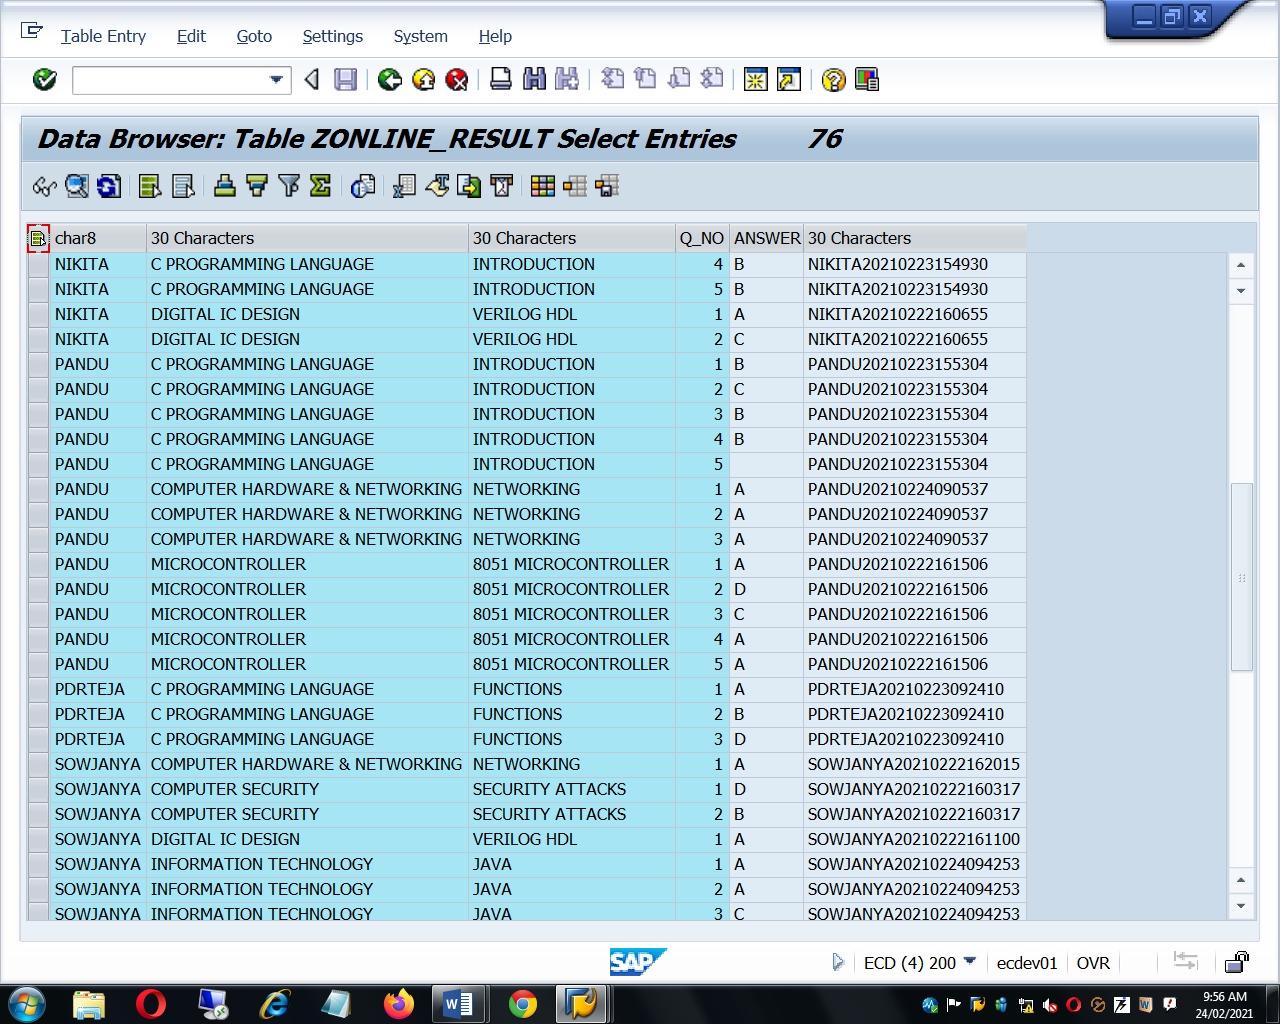 Table Entry Edit Goto Settings System Help
Data Browser: Table ZONLINE_RESULT Select Entries 76
char8 30 Characters 30 Characters Q_NO ANSWER 30 Characters
NIKITA C PROGRAMMING LANGUAGE INTRODUCTION 4 B NIKITA20210223154930
NIKITA C PROGRAMMING LANGUAGE INTRODUCTION 5 B NIKITA20210223154930
NIKITA DIGITAL IC DESIGN VERILOG HDL 1 A NIKITA20210222160655
NIKITA DIGITAL IC DESIGN VERILOG HDL 2 C NIKITA20210222160655
PANDU C PROGRAMMING LANGUAGE INTRODUCTION 1 B PANDU20210223155304
PANDU C PROGRAMMING LANGUAGE INTRODUCTION 2 C PANDU20210223155304
PANDU C PROGRAMMING LANGUAGE INTRODUCTION 3 B PANDU20210223155304
PANDU C PROGRAMMING LANGUAGE INTRODUCTION 4 B PANDU20210223155304
PANDU C PROGRAMMING LANGUAGE INTRODUCTION 5 PANDU20210223155304
PANDU COMPUTER HARDWARE & NETWORKING NETWORKING 1 A PANDU20210224090537
PANDU COMPUTER HARDWARE & NETWORKING NETWORKING 2 A PANDU20210224090537
PANDU COMPUTER HARDWARE & NETWORKING NETWORKING 3 A PANDU20210224090537
PANDU MICROCONTROLLER 8051 MICROCONTROLLER 1 A PANDU20210222161506
PANDU MICROCONTROLLER 8051 MICROCONTROLLER 2 D PANDU20210222161506
PANDU MICROCONTROLLER 8051 MICROCONTROLLER 3 C PANDU20210222161506
PANDU MICROCONTROLLER 8051 MICROCONTROLLER 4 A PANDU20210222161506
PANDU MICROCONTROLLER 8051 MICROCONTROLLER 5 A PANDU20210222161506
PDRTEJA C PROGRAMMING LANGUAGE FUNCTIONS 1 A PDRTEJA20210223092410
PDRTEJA C PROGRAMMING LANGUAGE FUNCTIONS 2 B PDRTEJA20210223092410
PDRTEJA C PROGRAMMING LANGUAGE FUNCTIONS 3 D PDRTEJA20210223092410
SOWJANYA COMPUTER HARDWARE & NETWORKING NETWORKING 1 A SOWJANYA20210222162015
SOWJANYA COMPUTER SECURITY SECURITY ATTACKS 1 D SOWJANYA20210222160317
SOWJANYA COMPUTER SECURITY SECURITY ATTACKS 2 B SOWJANYA20210222160317
SOWJANYA DIGITAL IC DESIGN VERILOG HDL 1 A SOWJANYA20210222161100
SOWJANYA INFORMATION TECHNOLOGY JAVA 1 A SOWJANYA20210224094253
SOWJANYA INFORMATION TECHNOLOGY JAVA 2 A SOWJANYA20210224094253
SOWJANYA INFORMATION TECHNOLOGY JAVA 3 C SOWJANYA20210224094253
SAP ECD (4) 200 ecdev01 OVR
9:56 AM
24/02/2021